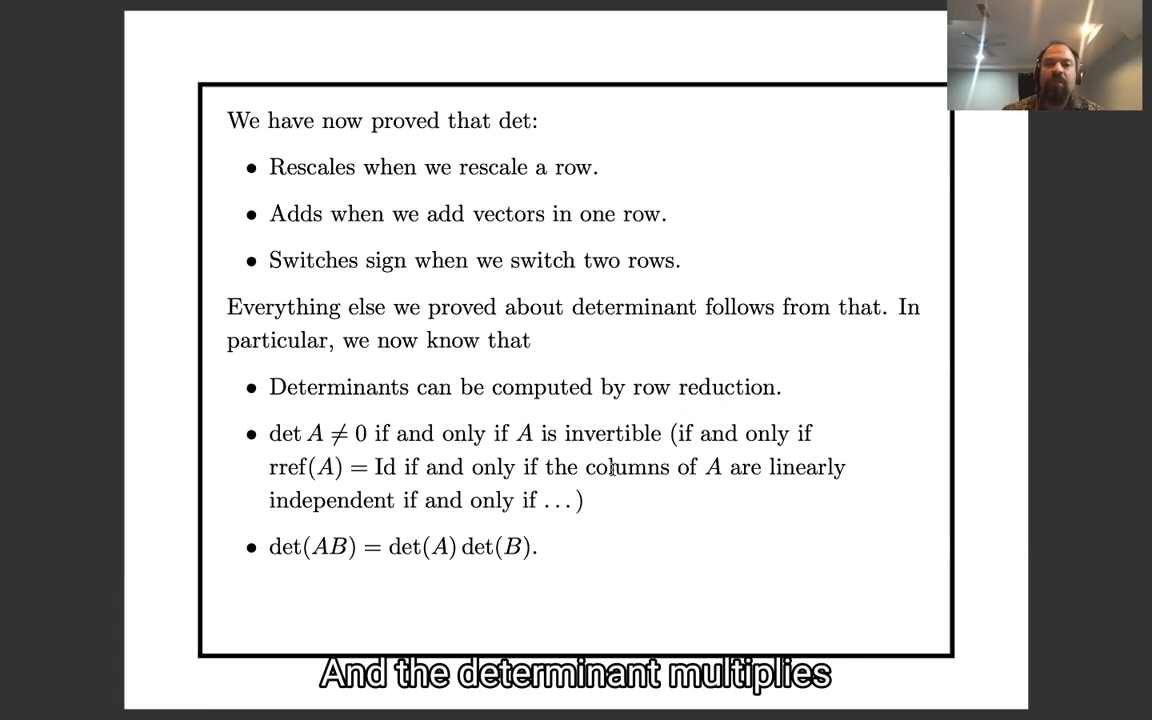 We have now proved that det:
• Rescales when we rescale a row.
• Adds when we add vectors in one row.
• Switches sign when we switch two rows.
Everything else we proved about determinant follows from that. In
particular, we now know that
• Determinants can be computed by row reduction.
• det A ≠ 0 if and only if A is invertible (if and only if
rref(A) = Id if and only if the columns of A are linearly
independent if and only if ...)
• det(AB) = det(A) det(B).
And the determinant multiplies